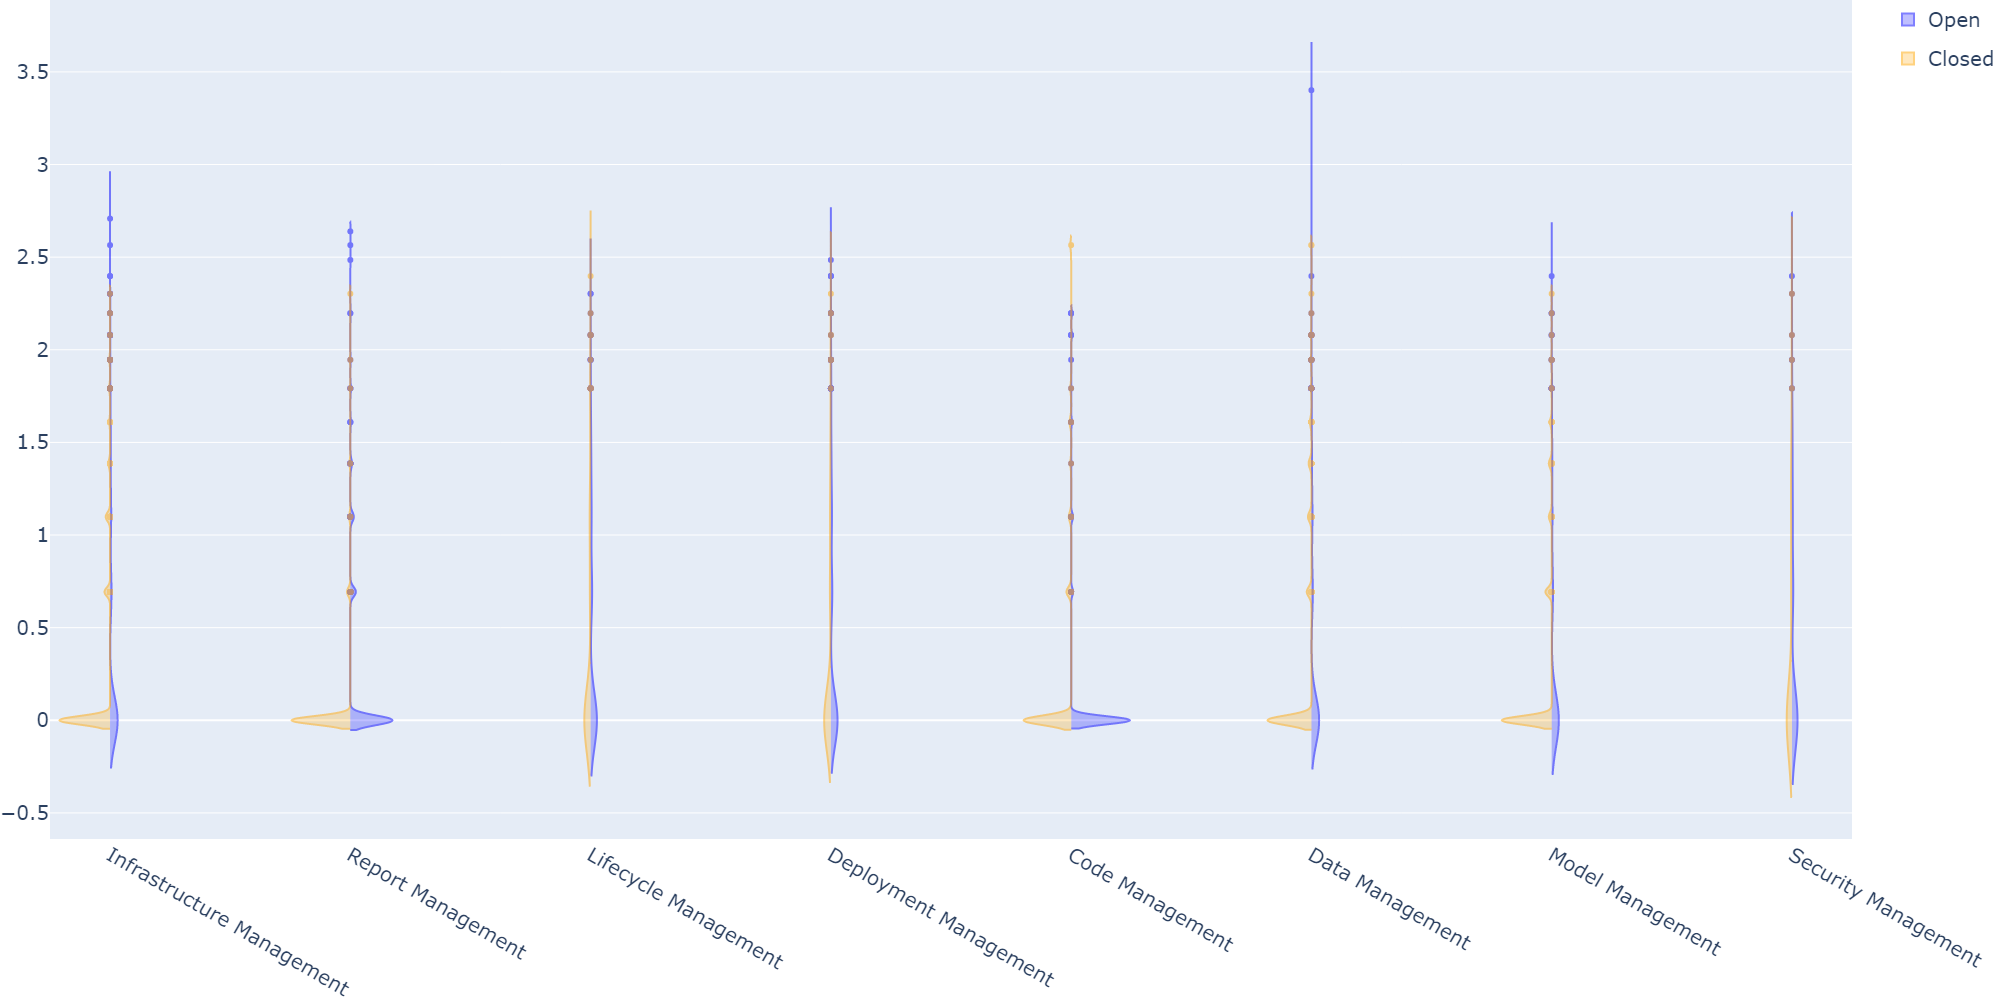 Open
Closed
3.5
3
2.5
2
1.5
1
0.5
0
−0.5
Infrastructure Management
Report Management
Lifecycle Management
Deployment Management
Code Management
Data Management
Model Management
Security Management